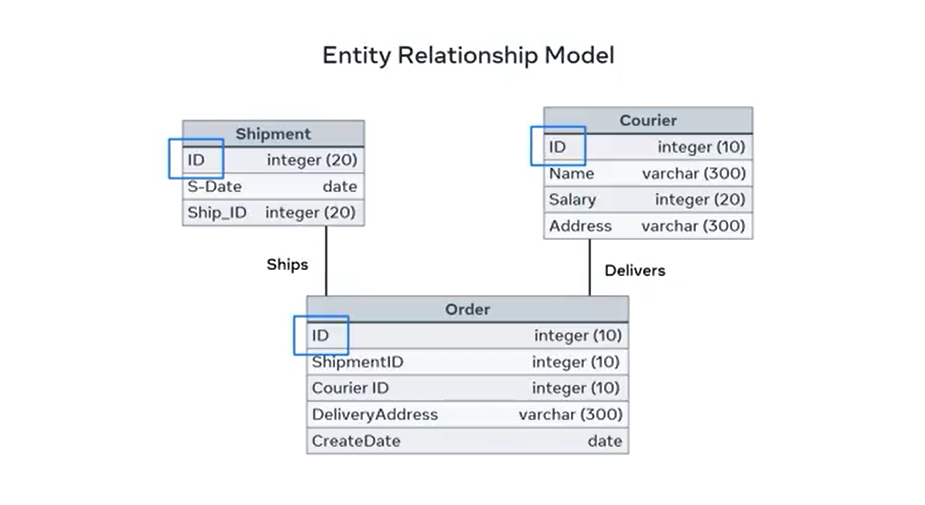 Entity Relationship Model
Shipment
ID integer (20)
S-Date date
Ship_ID integer (20)
Courier
ID integer (10)
Name varchar (300)
Salary integer (20)
Address varchar (300)
Ships
Delivers
Order
ID integer (10)
ShipmentID integer (10)
Courier ID integer (10)
DeliveryAddress varchar (300)
CreateDate date